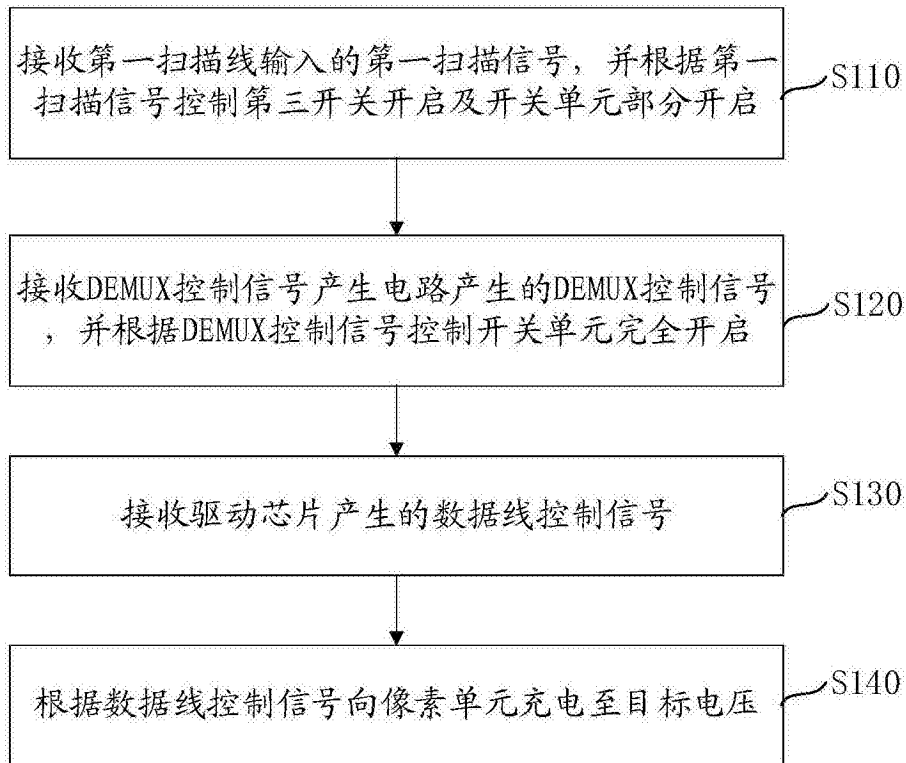 接收第一扫描线输入的第一扫描信号，并根据第一
扫描信号控制第三开关开启及开关单元部分开启
S110
接收DEMUX控制信号产生电路产生的DEMUX控制信号
，并根据DEMUX控制信号控制开关单元完全开启
S120
接收驱动芯片产生的数据线控制信号
S130
根据数据线控制信号向像素单元充电至目标电压
S140